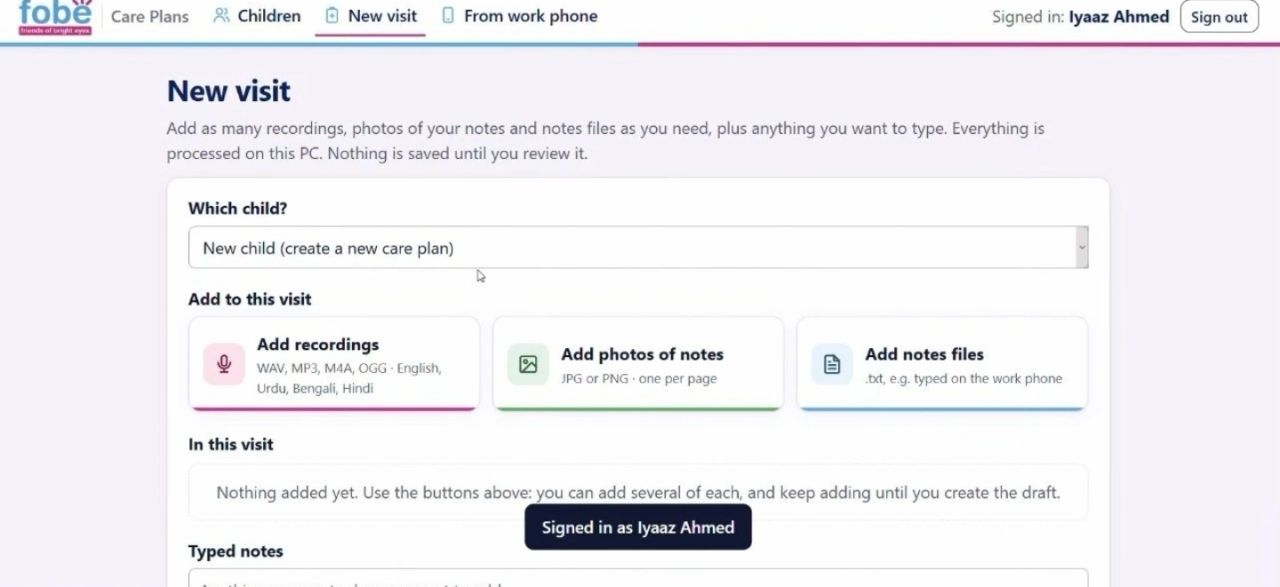 fobe
friends of bright eyes
Care Plans
Children
New visit
From work phone
Signed in: Iyaaz Ahmed
Sign out
New visit
Add as many recordings, photos of your notes and notes files as you need, plus anything you want to type. Everything is
processed on this PC. Nothing is saved until you review it.
Which child?
New child (create a new care plan)
Add to this visit
Add recordings
WAV, MP3, M4A, OGG · English,
Urdu, Bengali, Hindi
Add photos of notes
JPG or PNG · one per page
Add notes files
.txt, e.g. typed on the work phone
In this visit
Nothing added yet. Use the buttons above: you can add several of each, and keep adding until you create the draft.
Signed in as Iyaaz Ahmed
Typed notes